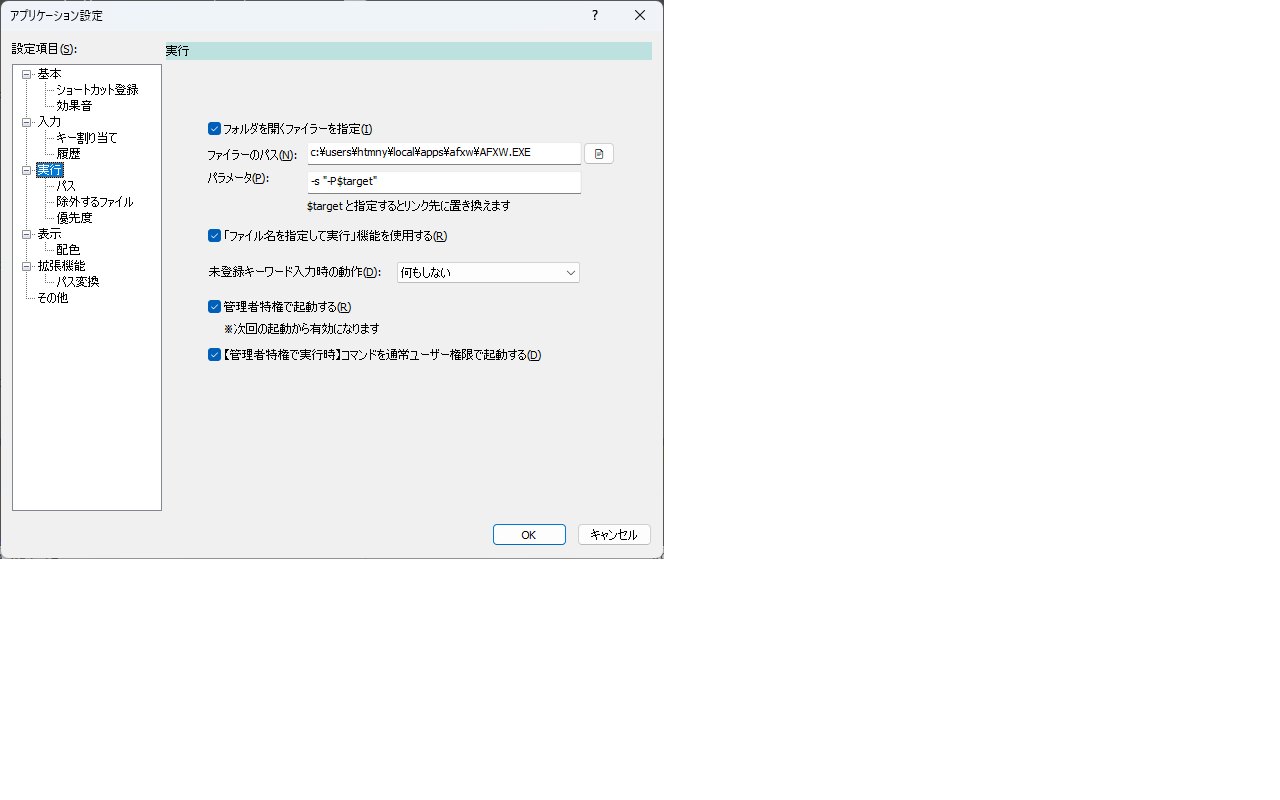 アプリケーション設定
設定項目(S):
実行
基本
ショートカット登録
効果音
入力
キー割り当て
履歴
実行
パス
除外するファイル
優先度
表示
配色
拡張機能
パス変換
その他
フォルダを開くファイラーを指定(I)
ファイラーのパス(N): c:¥users¥htmny¥local¥apps¥afxw¥AFXW.EXE
パラメータ(P): -s "-P$target"
$target と指定するとリンク先に置き換えます
「ファイル名を指定して実行」機能を使用する(R)
未登録キーワード入力時の動作(D): 何もしない
管理者特権で起動する(R)
※次回の起動から有効になります
【管理者特権で実行時】コマンドを通常ユーザー権限で起動する(D)
OK キャンセル